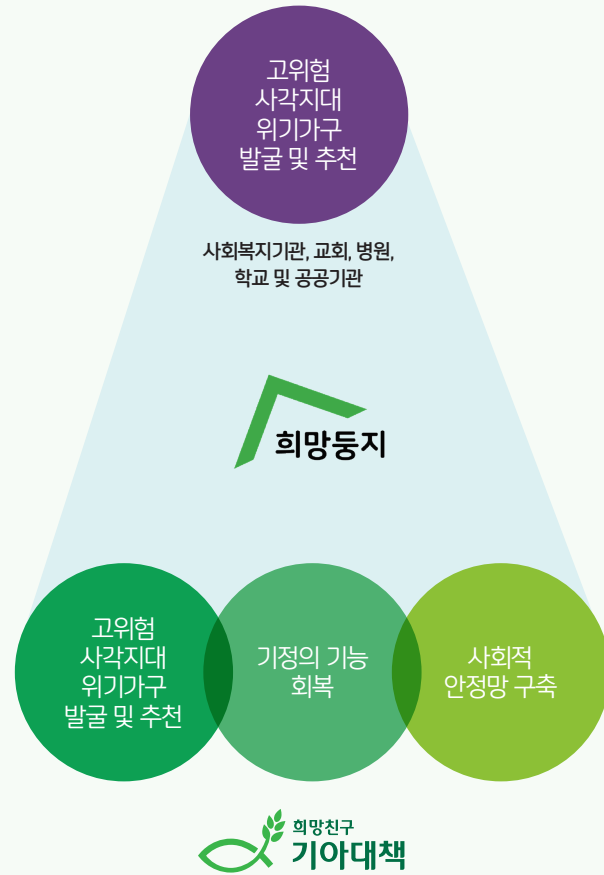 고위험
사각지대
위기가구
발굴 및 추천
사회복지기관, 교회, 병원,
학교 및 공공기관
희망둥지
고위험
사각지대
위기가구
발굴 및 추천
기정의 기능
회복
사회적
안정망 구축
희망친구
기아대책